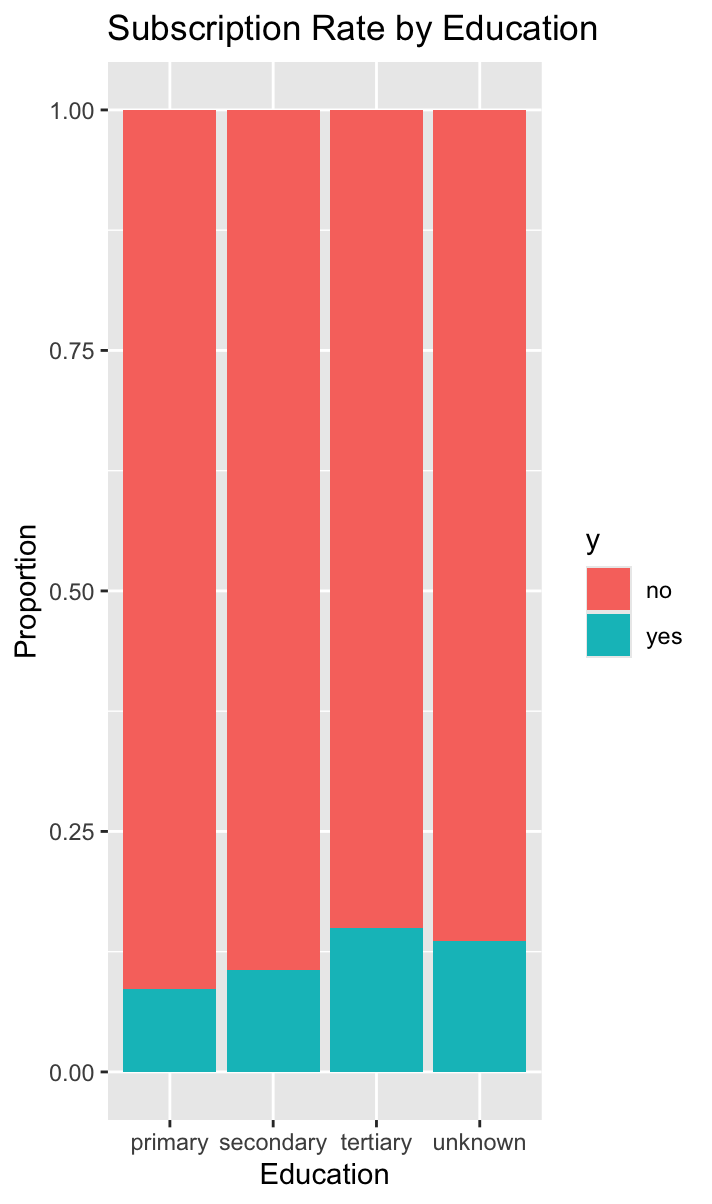 Subscription Rate by Education
1.00
0.75
0.50
0.25
0.00
Proportion
primary secondary tertiary unknown
Education
y
no
yes